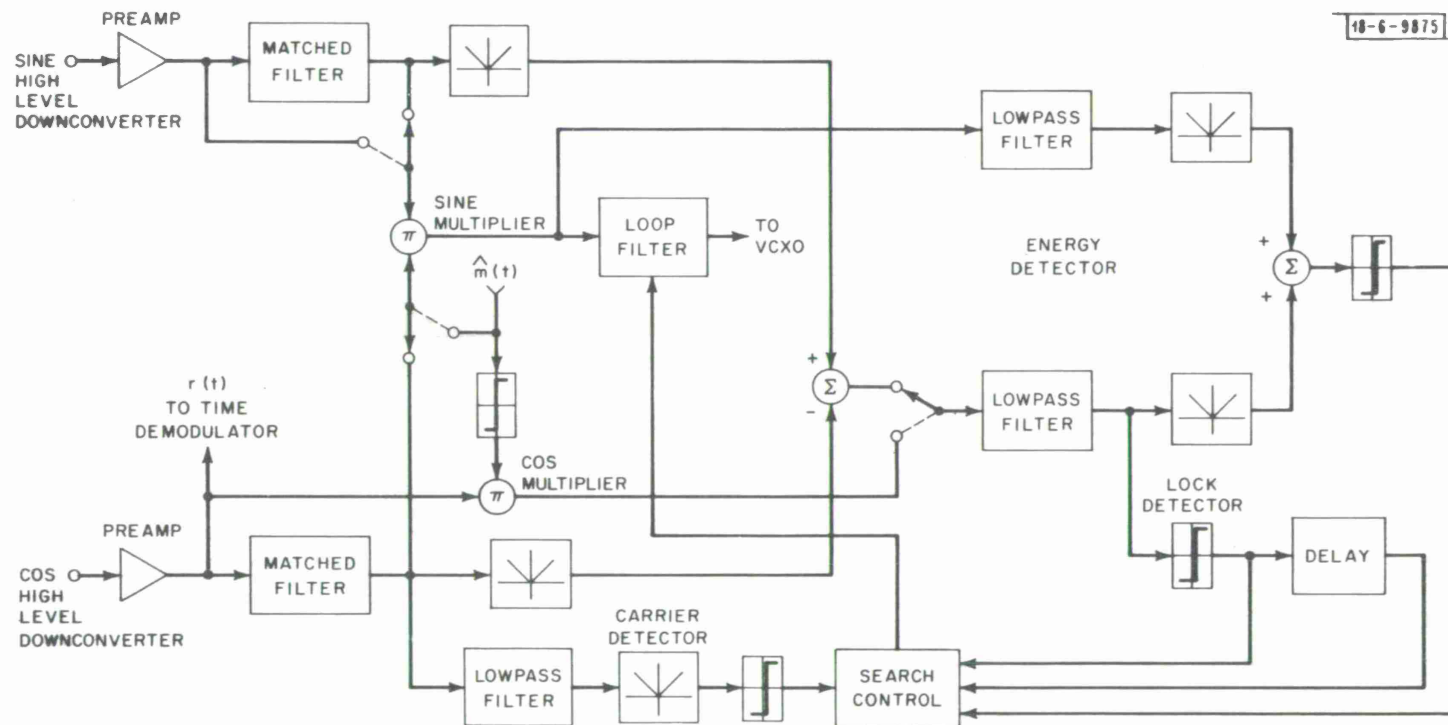 18-6-9875
PREAMP
SINE
HIGH
LEVEL
DOWNCONVERTER
MATCHED
FILTER
LOWPASS
FILTER
π
SINE
MULTIPLIER
LOOP
FILTER
TO
VCXO
m̂(t)
ENERGY
DETECTOR
+
Σ
+
r(t)
TO TIME
DEMODULATOR
+
Σ
-
LOWPASS
FILTER
COS
MULTIPLIER
π
LOCK
DETECTOR
DELAY
PREAMP
COS
HIGH
LEVEL
DOWNCONVERTER
MATCHED
FILTER
CARRIER
DETECTOR
LOWPASS
FILTER
SEARCH
CONTROL